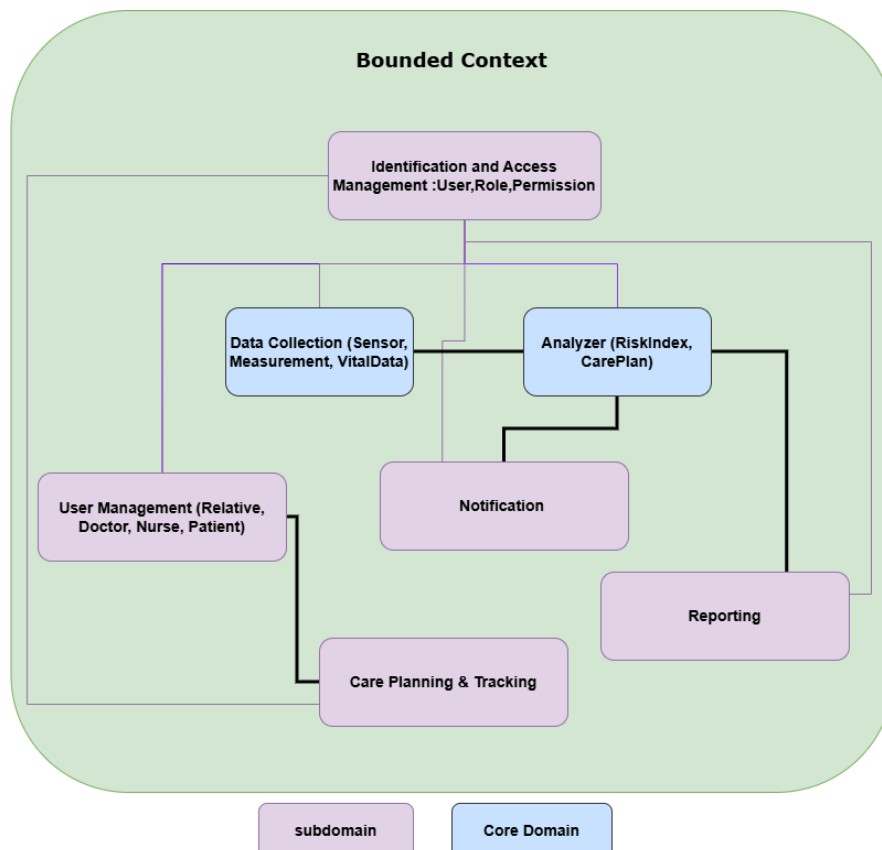 Bounded Context
Identification and Access
Management :User,Role,Permission
Data Collection (Sensor,
Measurement, VitalData)
Analyzer (RiskIndex,
CarePlan)
User Management (Relative,
Doctor, Nurse, Patient)
Notification
Reporting
Care Planning & Tracking
subdomain
Core Domain